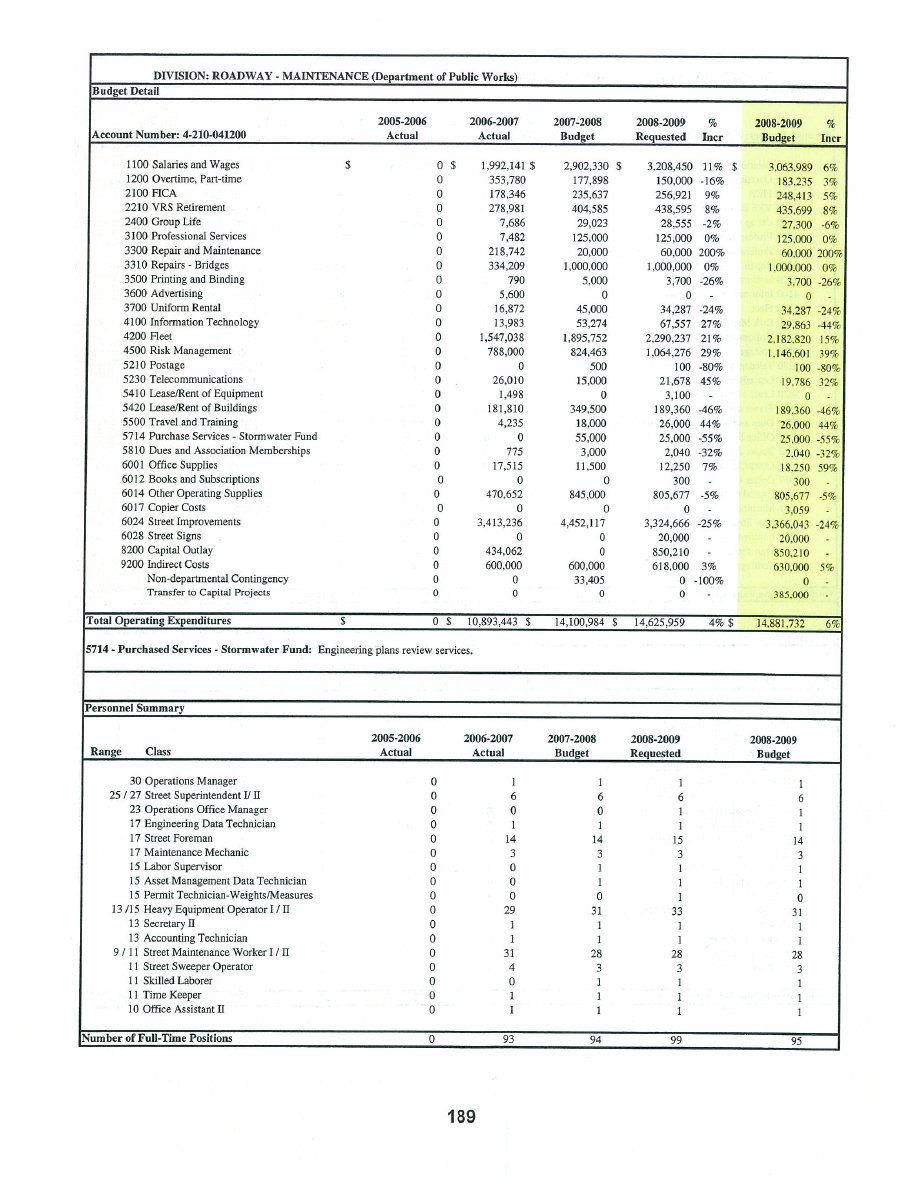 DIVISION: ROADWAY - MAINTENANCE (Department of Public Works)
Budget Detail
2005-2006 2006-2007 2007-2008 2008-2009 % 2008-2009 %
Account Number: 4-210-041200 Actual Actual Budget Requested Incr Budget Incr
1100 Salaries and Wages $ 0 $ 1,992,141 $ 2,902,330 $ 3,208,450 11% $ 3,063,989 6%
1200 Overtime, Part-time 0 353,780 177,898 150,000 -16% 183,235 3%
2100 FICA 0 178,346 235,637 256,921 9% 248,413 5%
2210 VRS Retirement 0 278,981 404,585 438,595 8% 435,699 8%
2400 Group Life 0 7,686 29,023 28,555 -2% 27,300 -6%
3100 Professional Services 0 7,482 125,000 125,000 0% 125,000 0%
3300 Repair and Maintenance 0 218,742 20,000 60,000 200% 60,000 200%
3310 Repairs - Bridges 0 334,209 1,000,000 1,000,000 0% 1,000,000 0%
3500 Printing and Binding 0 790 5,000 3,700 -26% 3,700 -26%
3600 Advertising 0 5,600 0 0 - 0 -
3700 Uniform Rental 0 16,872 45,000 34,287 -24% 34,287 -24%
4100 Information Technology 0 13,983 53,274 67,557 27% 29,863 -44%
4200 Fleet 0 1,547,038 1,895,752 2,290,237 21% 2,182,820 15%
4500 Risk Management 0 788,000 824,463 1,064,276 29% 1,146,601 39%
5210 Postage 0 0 500 100 -80% 100 -80%
5230 Telecommunications 0 26,010 15,000 21,678 45% 19,786 32%
5410 Lease/Rent of Equipment 0 1,498 0 3,100 - 0 -
5420 Lease/Rent of Buildings 0 181,810 349,500 189,360 -46% 189,360 -46%
5500 Travel and Training 0 4,235 18,000 26,000 44% 26,000 44%
5714 Purchase Services - Stormwater Fund 0 0 55,000 25,000 -55% 25,000 -55%
5810 Dues and Association Memberships 0 775 3,000 2,040 -32% 2,040 -32%
6001 Office Supplies 0 17,515 11,500 12,250 7% 18,250 59%
6012 Books and Subscriptions 0 0 0 300 - 300 -
6014 Other Operating Supplies 0 470,652 845,000 805,677 -5% 805,677 -5%
6017 Copier Costs 0 0 0 0 - 3,059 -
6024 Street Improvements 0 3,413,236 4,452,117 3,324,666 -25% 3,366,043 -24%
6028 Street Signs 0 0 0 20,000 - 20,000 -
8200 Capital Outlay 0 434,062 0 850,210 - 850,210 -
9200 Indirect Costs 0 600,000 600,000 618,000 3% 630,000 5%
Non-departmental Contingency 0 0 33,405 0 -100% 0 -
Transfer to Capital Projects 0 0 0 0 - 385,000 -
Total Operating Expenditures $ 0 $ 10,893,443 $ 14,100,984 $ 14,625,959 4% $ 14,881,732 6%
5714 - Purchased Services - Stormwater Fund: Engineering plans review services.
Personnel Summary
2005-2006 2006-2007 2007-2008 2008-2009 2008-2009
Range Class Actual Actual Budget Requested Budget
30 Operations Manager 0 1 1 1 1
25 / 27 Street Superintendent I/ II 0 6 6 6 6
23 Operations Office Manager 0 0 0 1 1
17 Engineering Data Technician 0 1 1 1 1
17 Street Foreman 0 14 14 15 14
17 Maintenance Mechanic 0 3 3 3 3
15 Labor Supervisor 0 0 1 1 1
15 Asset Management Data Technician 0 0 1 1 1
15 Permit Technician-Weights/Measures 0 0 0 1 0
13 /15 Heavy Equipment Operator I / II 0 29 31 33 31
13 Secretary II 0 1 1 1 1
13 Accounting Technician 0 1 1 1 1
9 / 11 Street Maintenance Worker I / II 0 31 28 28 28
11 Street Sweeper Operator 0 4 3 3 3
11 Skilled Laborer 0 0 1 1 1
11 Time Keeper 0 1 1 1 1
10 Office Assistant II 0 1 1 1 1
Number of Full-Time Positions 0 93 94 99 95
189